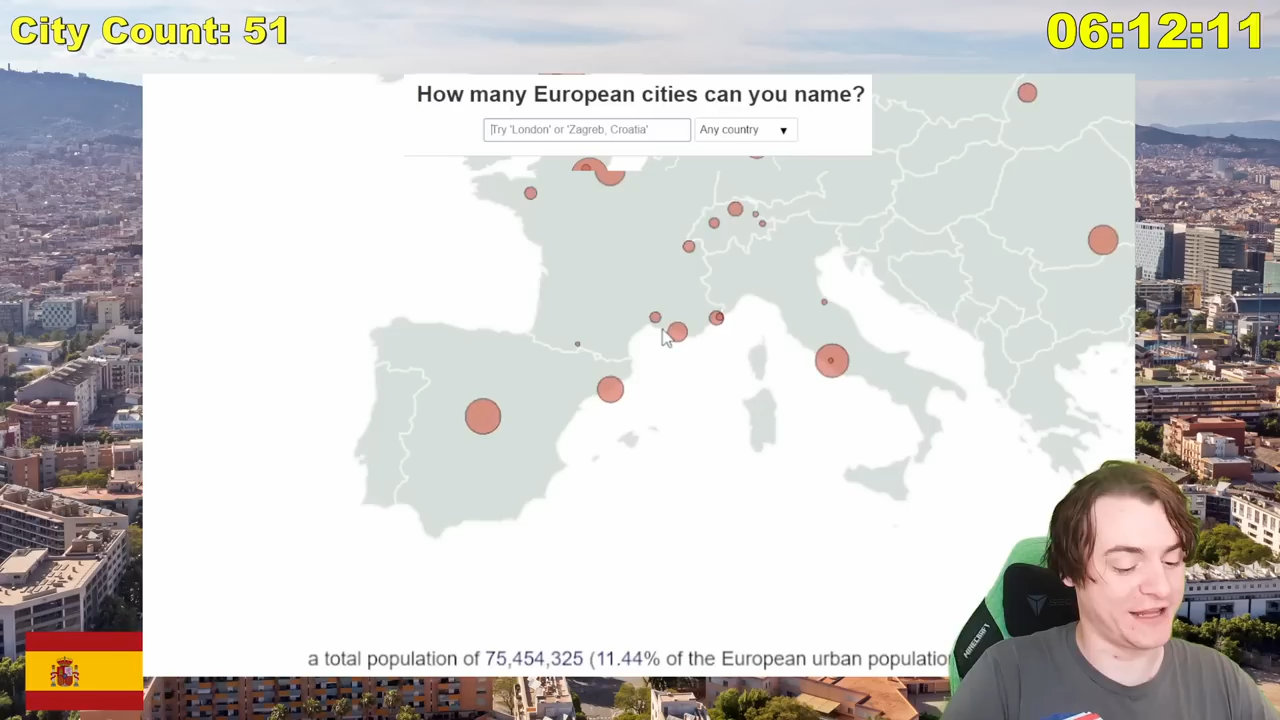 City Count: 51
06:12:11
How many European cities can you name?
Try 'London' or 'Zagreb, Croatia'
Any country
a total population of 75,454,325 (11.44% of the European urban population
MINECRAFT